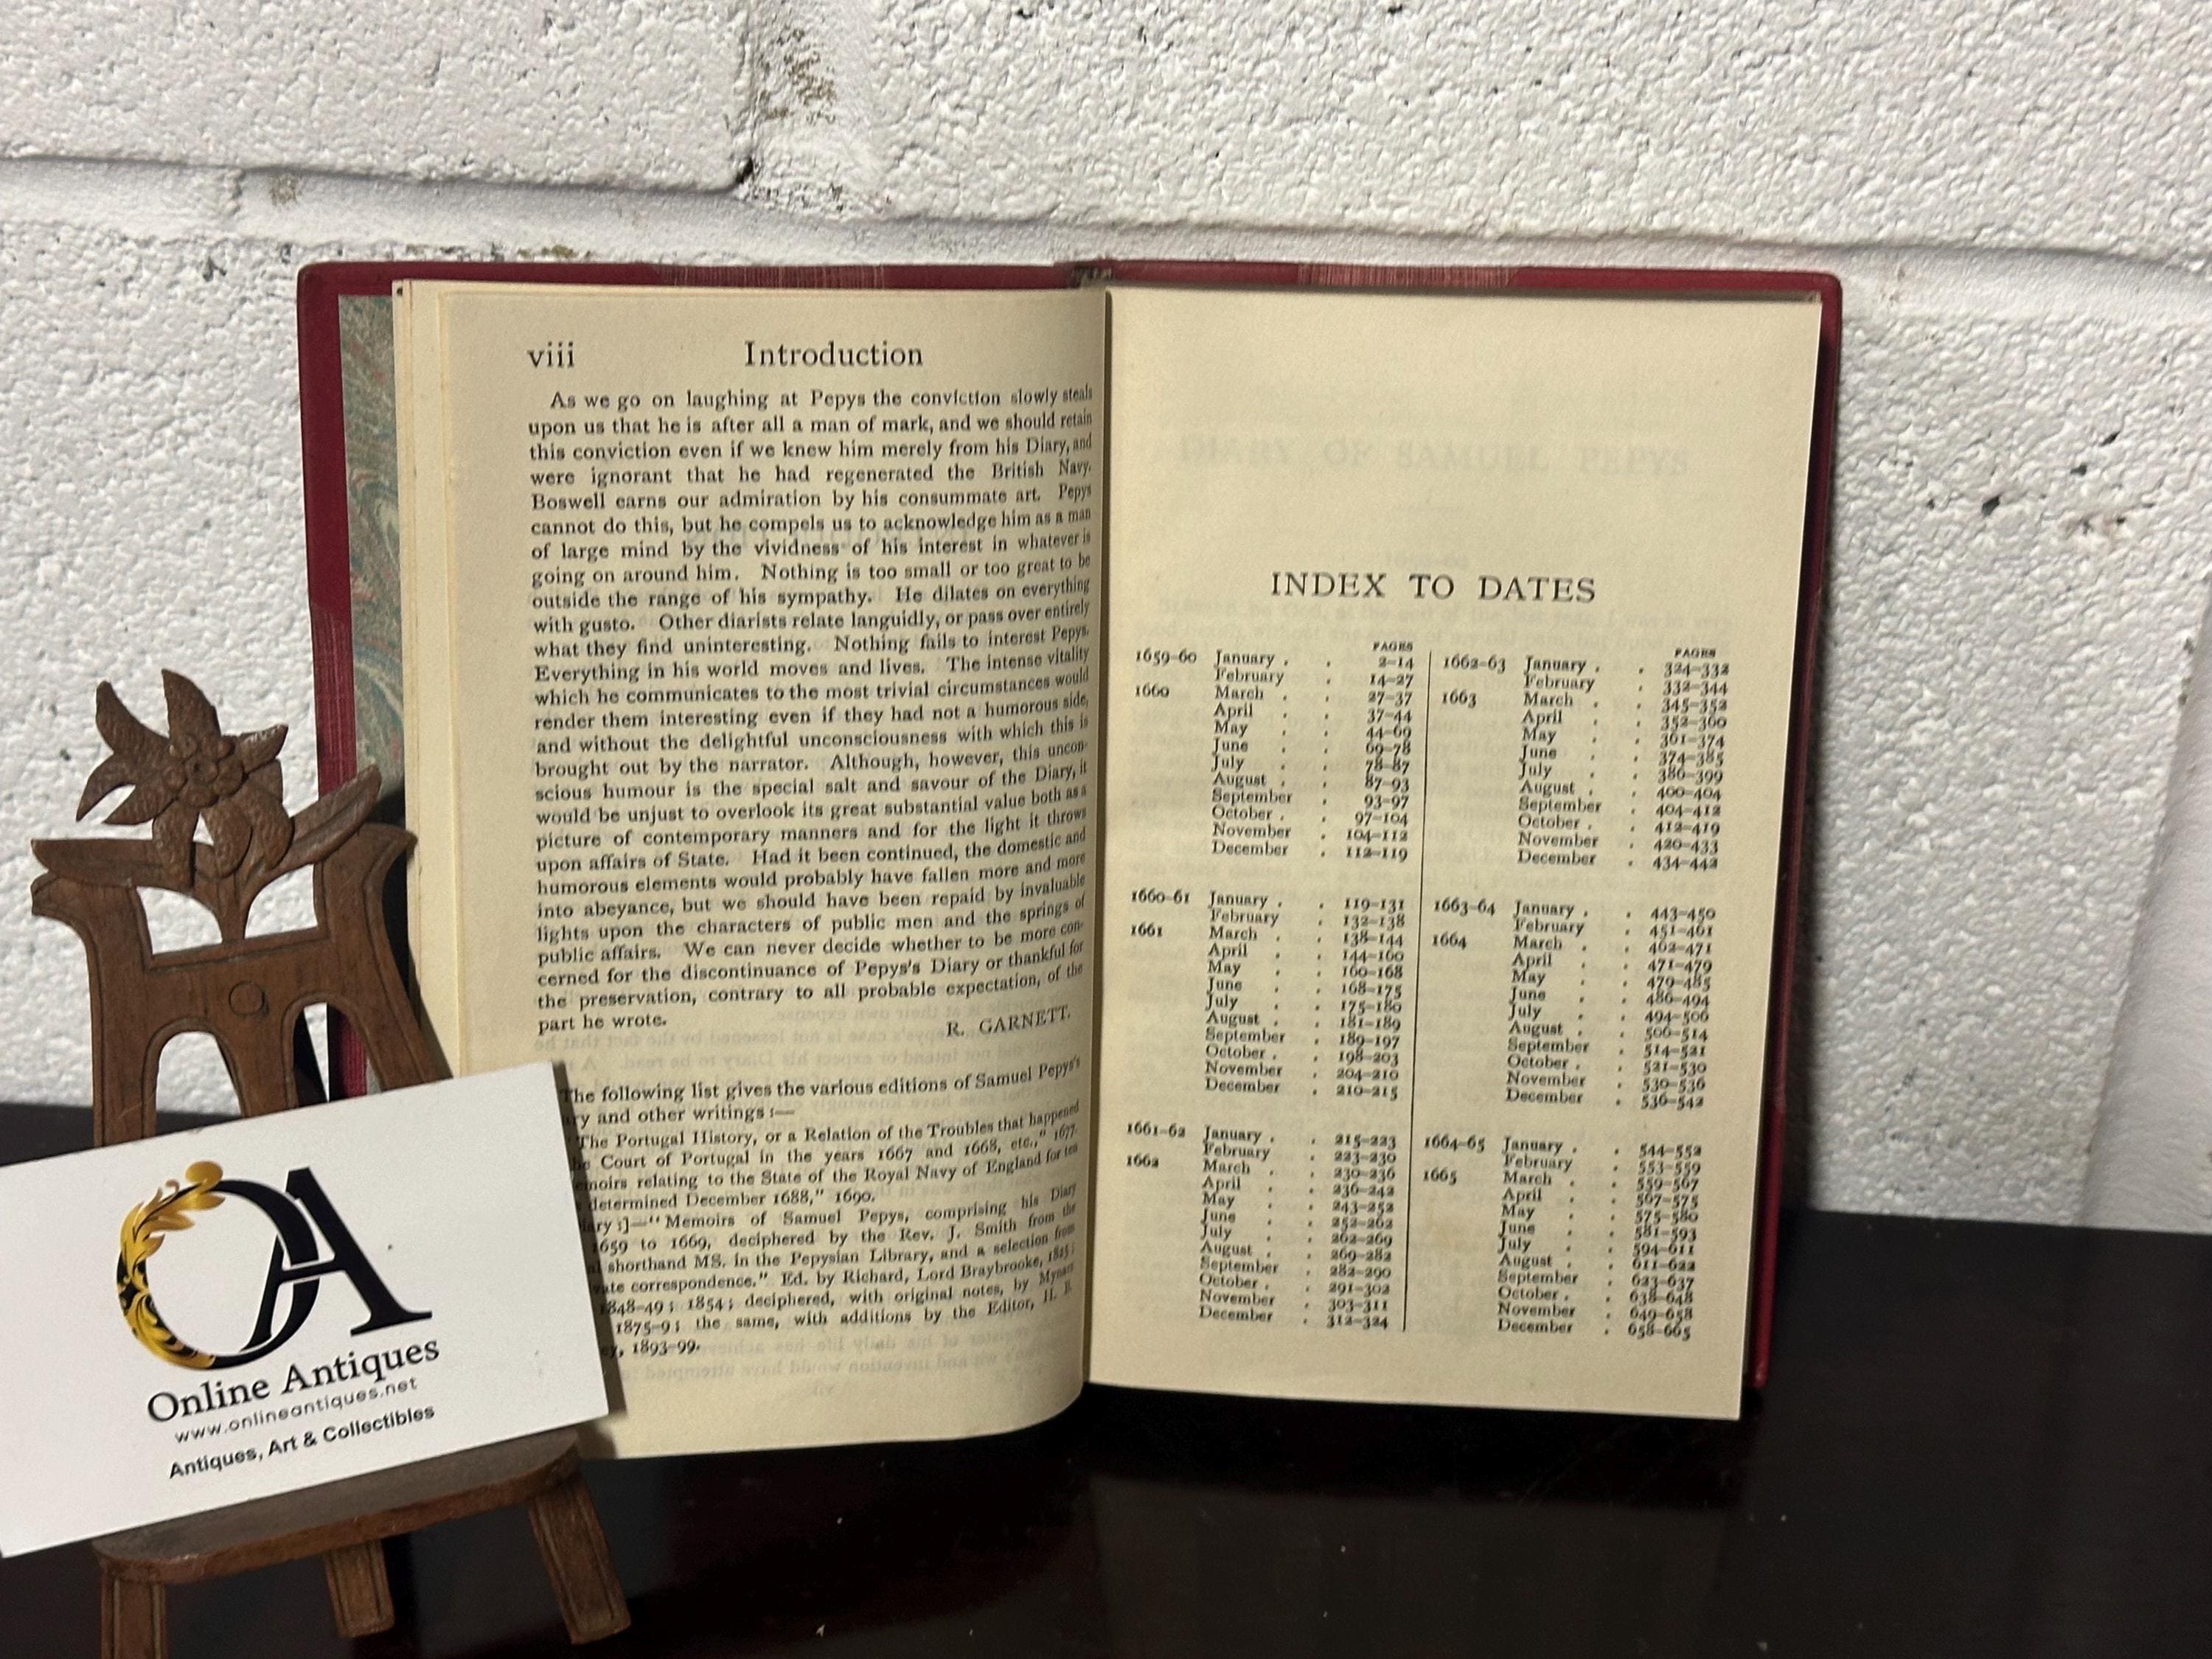 viii Introduction
As we go on laughing at Pepys the conviction slowly steals
upon us that he is after all a man of mark, and we should retain
this conviction even if we knew him merely from his Diary, and
were ignorant that he had regenerated the British Navy.
Boswell earns our admiration by his consummate art. Pepys
cannot do this, but he compels us to acknowledge him as a man
of large mind by the vividness of his interest in whatever is
going on around him. Nothing is too small or too great to be
outside the range of his sympathy. He dilates on everything
with gusto. Other diarists relate languidly, or pass over entirely
what they find uninteresting. Nothing fails to interest Pepys.
Everything in his world moves and lives. The intense vitality
which he communicates to the most trivial circumstances would
render them interesting even if they had not a humorous side,
and without the delightful unconsciousness with which this is
brought out by the narrator. Although, however, this uncon-
scious humour is the special salt and savour of the Diary, it
would be unjust to overlook its great substantial value both as a
picture of contemporary manners and for the light it throws
upon affairs of State. Had it been continued, the domestic and
humorous elements would probably have fallen more and more
into abeyance, but we should have been repaid by invaluable
lights upon the characters of public men and the springs of
public affairs. We can never decide whether to be more con-
cerned for the discontinuance of Pepys's Diary or thankful for
the preservation, contrary to all probable expectation, of the
part he wrote.
R. GARNETT.
The following list gives the various editions of Samuel Pepys's
ry and other writings :—
The Portugal History, or a Relation of the Troubles that happened
Court of Portugal in the years 1667 and 1668, etc.," 1677.
moirs relating to the State of the Royal Navy of England for ten
determined December 1688," 1690.
ary ;]—"Memoirs of Samuel Pepys, comprising his Diary
1659 to 1669, deciphered by the Rev. J. Smith from the
shorthand MS. in the Pepysian Library, and a selection from
ate correspondence." Ed. by Richard, Lord Braybrooke, 1825;
1848-49; 1854; deciphered, with original notes, by Mynors
1875-9; the same, with additions by the Editor, H. B.
, 1893-99.
INDEX TO DATES
PAGES
1659-60 January . . 2-14
February . 14-27
1660 March . . 27-37
April . . 37-44
May . . 44-69
June . . 69-78
July . . 78-87
August . . 87-93
September . 93-97
October . . 97-104
November . 104-112
December . 112-119
1660-61 January . . 119-131
February . 132-138
1661 March . . 138-144
April . . 144-160
May . . 160-168
June . . 168-175
July . . 175-180
August . . 181-189
September . 189-197
October . . 198-203
November . 204-210
December . 210-215
1661-62 January . . 215-223
February . 223-230
1662 March . . 230-236
April . . 236-242
May . . 243-252
June . . 252-262
July . . 262-269
August . . 269-282
September . 282-290
October . . 291-302
November . 303-311
December . 312-324
PAGES
1662-63 January . . 324-332
February . 332-344
1663 March . . 345-352
April . . 352-360
May . . 361-374
June . . 374-385
July . . 386-399
August . . 400-404
September . 404-412
October . . 412-419
November . 420-433
December . 434-442
1663-64 January . . 443-450
February . 451-461
1664 March . . 462-471
April . . 471-479
May . . 479-485
June . . 486-494
July . . 494-506
August . . 506-514
September . 514-521
October . . 521-530
November . 530-536
December . 536-542
1664-65 January . . 544-552
February . 553-559
1665 March . . 559-567
April . . 567-575
May . . 575-580
June . . 581-593
July . . 594-611
August . . 611-622
September . 623-637
October . . 638-648
November . 649-658
December . 658-665
OA
Online Antiques
www.onlineantiques.net
Antiques, Art & Collectibles